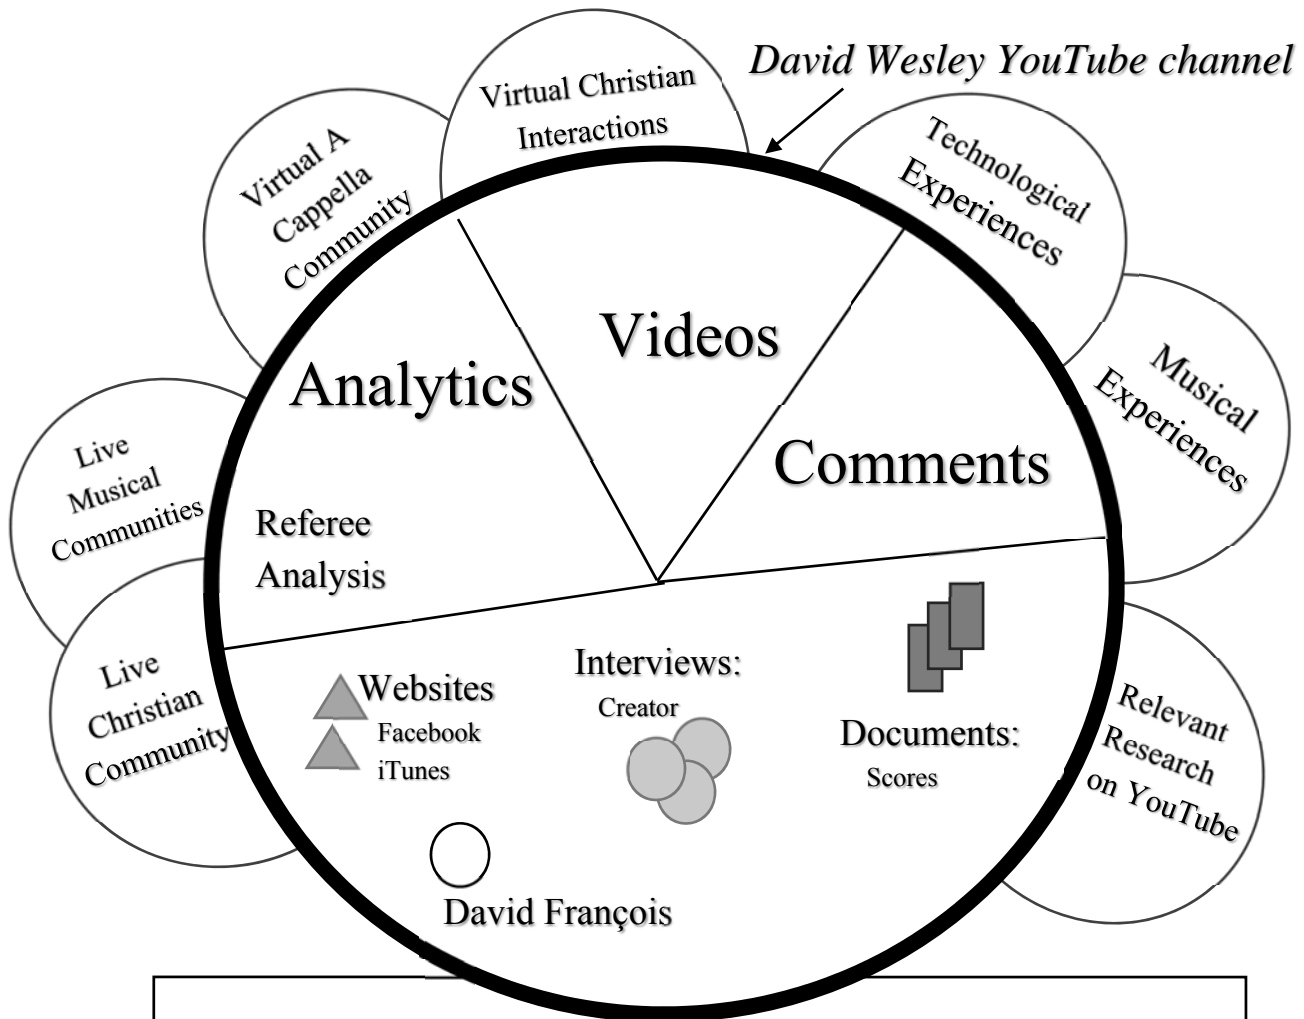 David Wesley YouTube channel
Virtual Christian
Interactions
Virtual A
Cappella
Community
Technological
Experiences
Musical
Experiences
Videos
Analytics
Comments
Live
Musical
Communities
Referee
Analysis
Live
Christian
Community
Websites
Facebook
iTunes
Interviews:
Creator
Documents:
Scores
Relevant
Research
on YouTube
David François